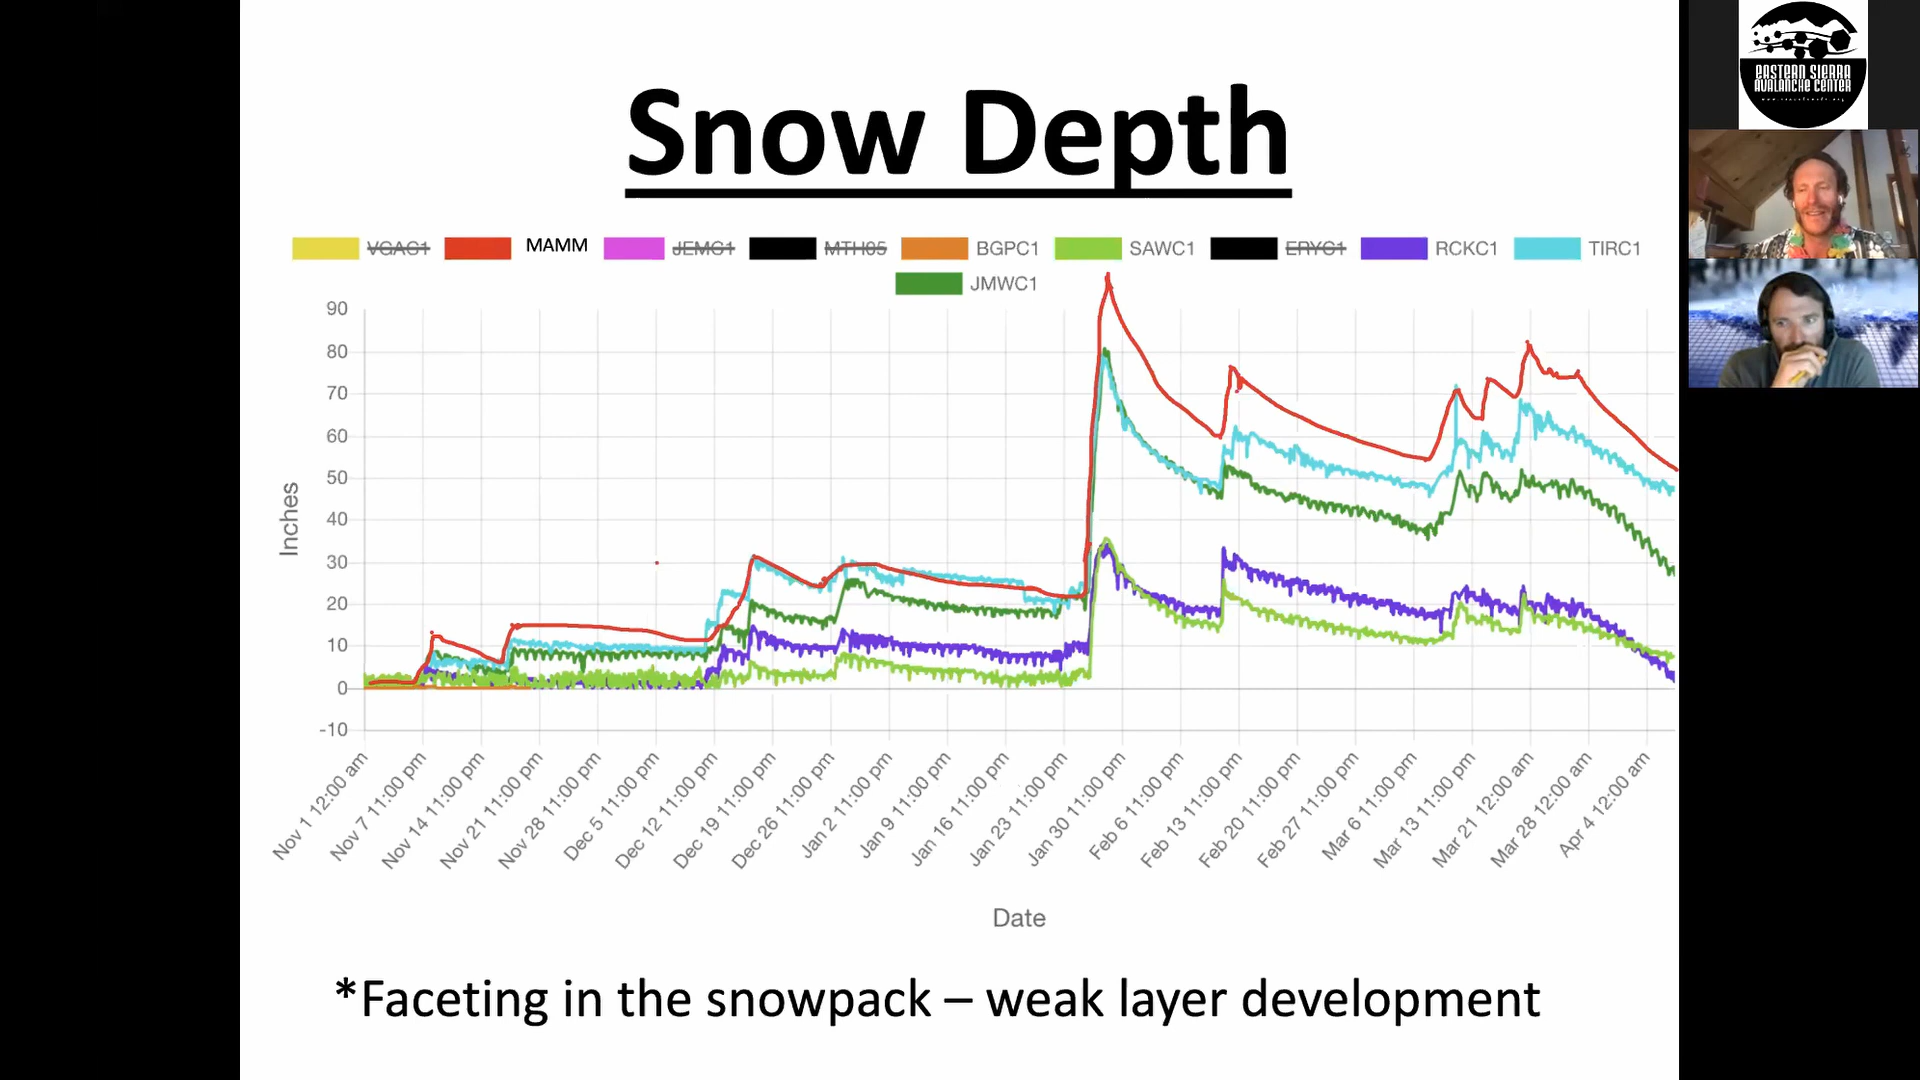 Snow Depth
VGAC1 MAMM JEMC1 MTH05 BGPC1 SAWC1 ERYC1 RCKC1 TIRC1
JMWC1
90
80
70
60
50
40
30
20
10
0
-10
Inches
Nov 1 12:00 am
Nov 7 11:00 pm
Nov 14 11:00 pm
Nov 21 11:00 pm
Nov 28 11:00 pm
Dec 5 11:00 pm
Dec 12 11:00 pm
Dec 19 11:00 pm
Dec 26 11:00 pm
Jan 2 11:00 pm
Jan 9 11:00 pm
Jan 16 11:00 pm
Jan 23 11:00 pm
Jan 30 11:00 pm
Feb 6 11:00 pm
Feb 13 11:00 pm
Feb 20 11:00 pm
Feb 27 11:00 pm
Mar 6 11:00 pm
Mar 13 11:00 pm
Mar 21 12:00 am
Mar 28 12:00 am
Apr 4 12:00 am
Date
*Faceting in the snowpack – weak layer development
EASTERN SIERRA
AVALANCHE CENTER